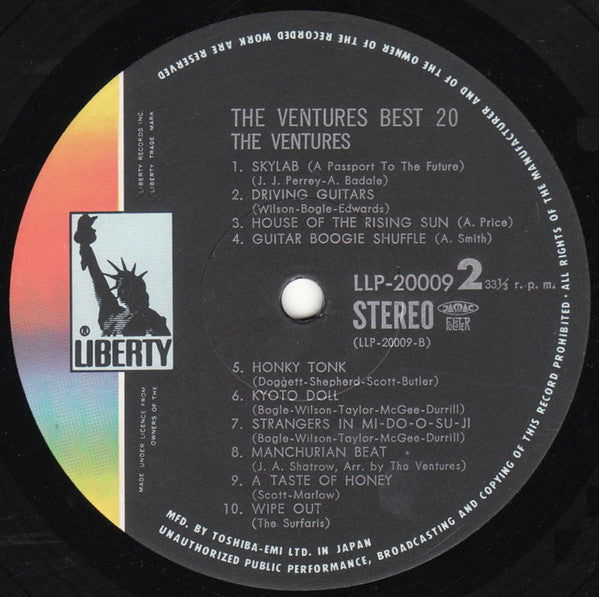 THE VENTURES BEST 20
THE VENTURES
1. SKYLAB (A Passport To The Future)
(J. J. Perrey-A. Badale)
2. DRIVING GUITARS
(Wilson-Bogle-Edwards)
3. HOUSE OF THE RISING SUN (A. Price)
4. GUITAR BOOGIE SHUFFLE (A. Smith)
LLP-20009 2 33⅓ r. p. m.
STEREO JASRAC POLYSTER
(LLP-20009-B)
5. HONKY TONK
(Doggett-Shepherd-Scott-Butler)
6. KYOTO DOLL
(Bogle-Wilson-Taylor-McGee-Durrill)
7. STRANGERS IN MI-DO-O-SU-JI
(Bogle-Wilson-Taylor-McGee-Durrill)
8. MANCHURIAN BEAT
(J. A. Shatrow, Arr. by The Ventures)
9. A TASTE OF HONEY
(Scott-Marlow)
10. WIPE OUT
(The Surfaris)
LIBERTY RECORDS INC.
LIBERTY TRADE MARK
®
LIBERTY
MADE UNDER LICENCE FROM
OWNERS OF THE
MFD. BY TOSHIBA-EMI LTD. IN JAPAN
UNAUTHORIZED PUBLIC PERFORMANCE, BROADCASTING AND COPYING OF THIS RECORD PROHIBITED · ALL RIGHTS OF THE MANUFACTURER AND OF THE OWNER OF THE RECORDED WORK ARE RESERVED